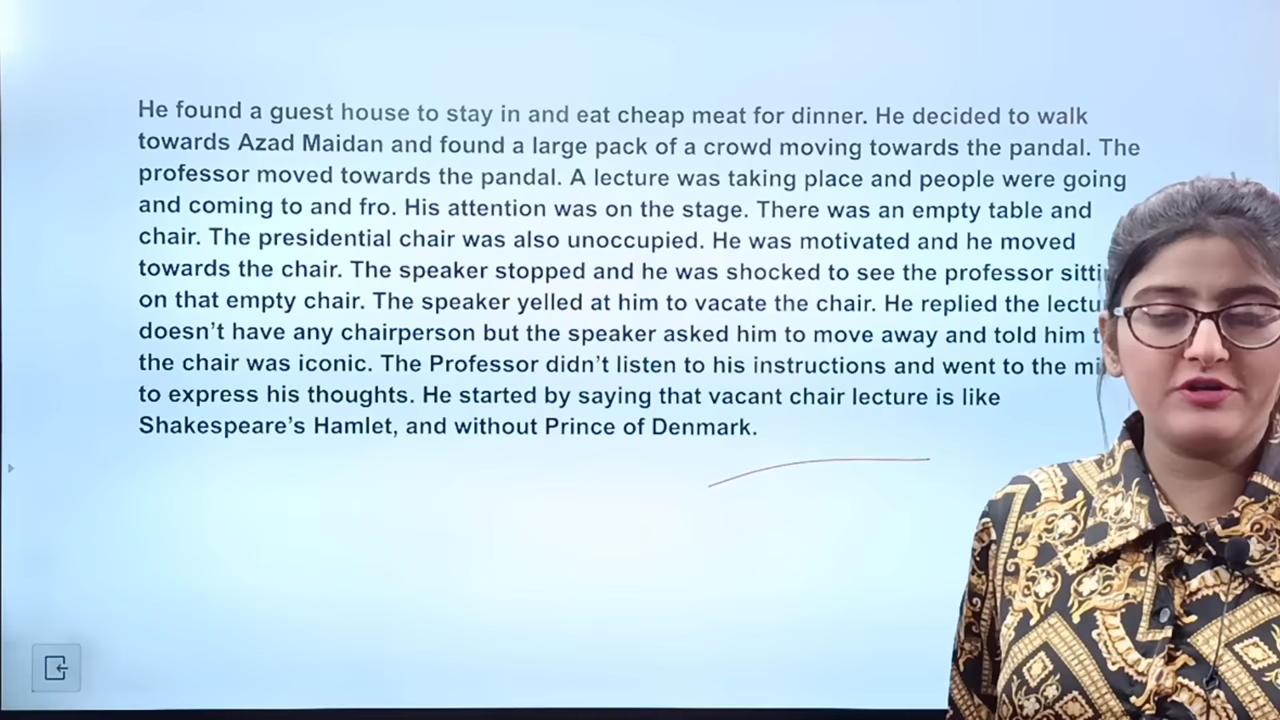 He found a guest house to stay in and eat cheap meat for dinner. He decided to walk
towards Azad Maidan and found a large pack of a crowd moving towards the pandal. The
professor moved towards the pandal. A lecture was taking place and people were going
and coming to and fro. His attention was on the stage. There was an empty table and
chair. The presidential chair was also unoccupied. He was motivated and he moved
towards the chair. The speaker stopped and he was shocked to see the professor
on that empty chair. The speaker yelled at him to vacate the chair. He replied the
doesn't have any chairperson but the speaker asked him to move away and told him
the chair was iconic. The Professor didn't listen to his instructions and went to the
to express his thoughts. He started by saying that vacant chair lecture is like
Shakespeare's Hamlet, and without Prince of Denmark.